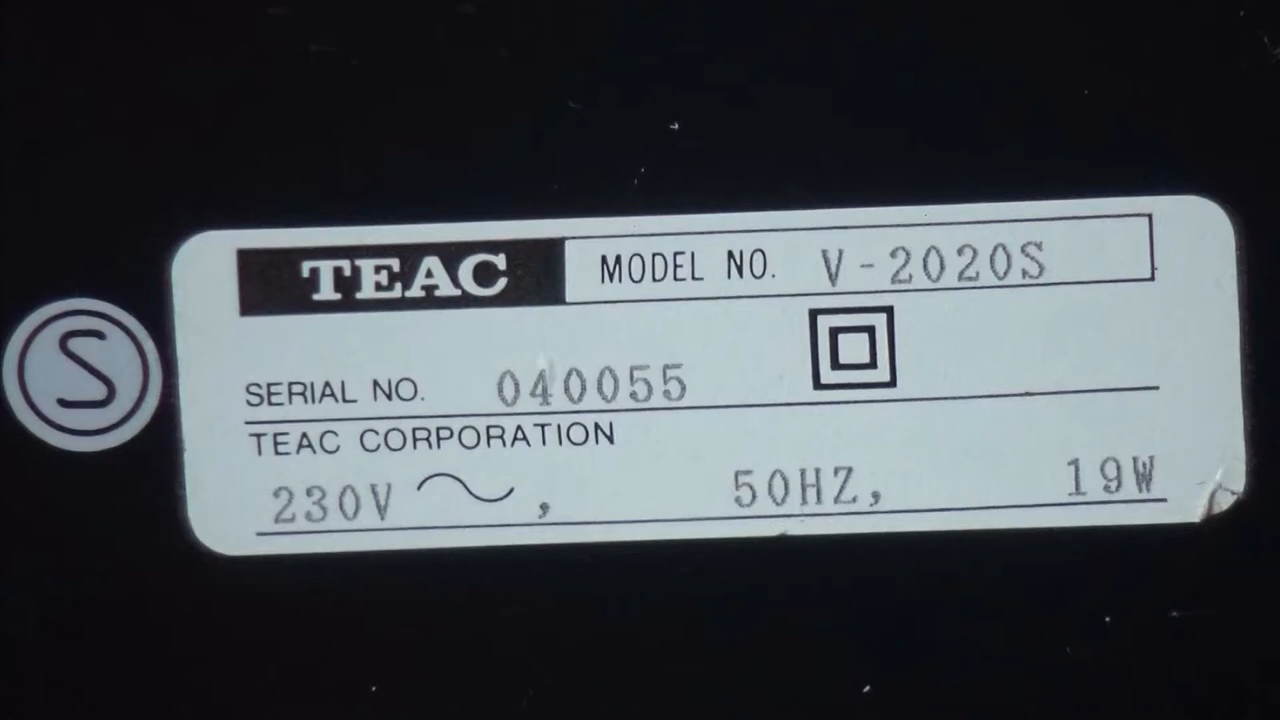 TEAC MODEL NO. V-2020S
S
SERIAL NO. 040055
TEAC CORPORATION
230V ~, 50HZ, 19W